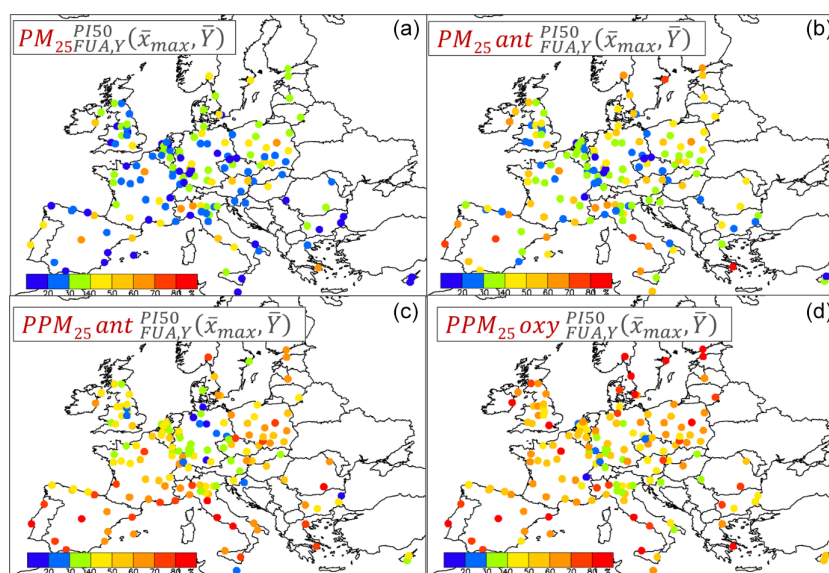 PM₂₅ PI50 FUA,Y (x̄max, Ȳ) (a)
PM₂₅ ant PI50 FUA,Y (x̄max, Ȳ) (b)
20 30 40 50 60 70 80 %
20 30 40 50 60 70 80 %
PPM₂₅ ant PI50 FUA,Y (x̄max, Ȳ) (c)
PPM₂₅ oxy PI50 FUA,Y (x̄max, Ȳ) (d)
20 30 40 50 60 70 80 %
20 30 40 50 60 70 80 %